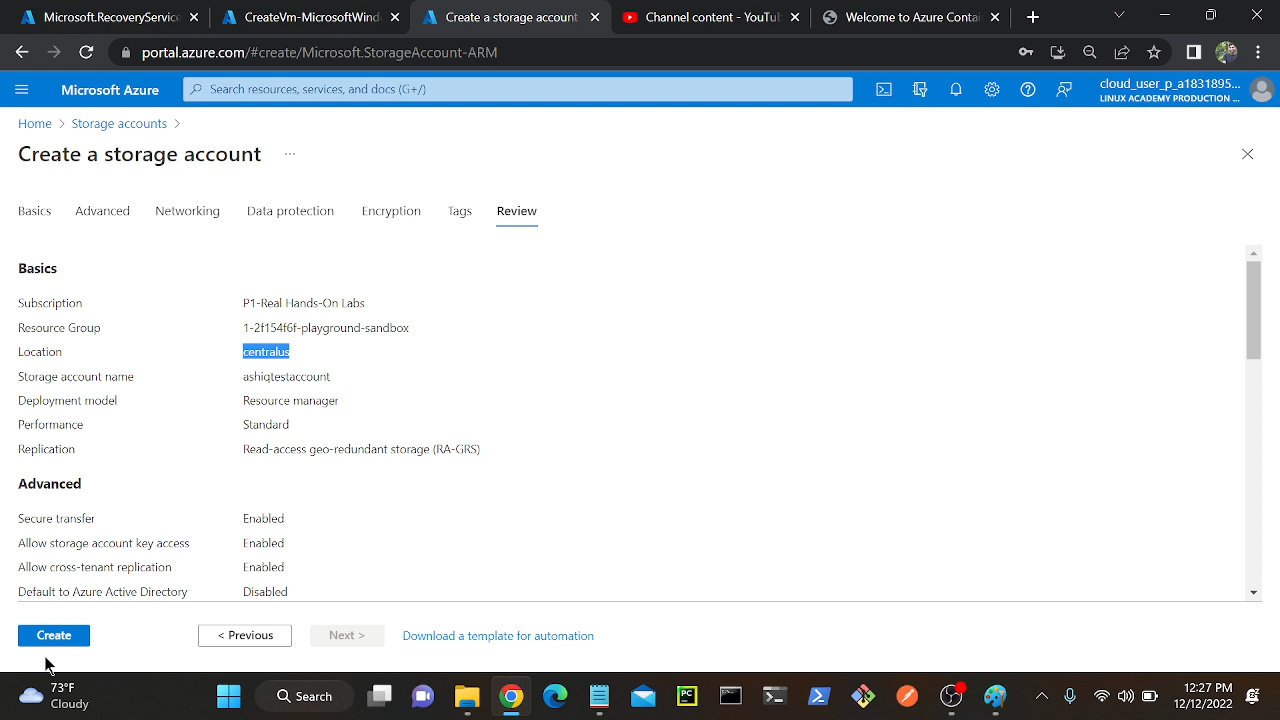 Microsoft.RecoveryService
CreateVm-MicrosoftWind
Create a storage account
Channel content - YouTub
Welcome to Azure Contai
portal.azure.com/#create/Microsoft.StorageAccount-ARM
Microsoft Azure
Search resources, services, and docs (G+/)
cloud_user_p_a1831895...
LINUX ACADEMY PRODUCTION ...
Home > Storage accounts >
Create a storage account ...
Basics Advanced Networking Data protection Encryption Tags Review
Basics
Subscription P1-Real Hands-On Labs
Resource Group 1-2f154f6f-playground-sandbox
Location centralus
Storage account name ashiqtestaccount
Deployment model Resource manager
Performance Standard
Replication Read-access geo-redundant storage (RA-GRS)
Advanced
Secure transfer Enabled
Allow storage account key access Enabled
Allow cross-tenant replication Enabled
Default to Azure Active Directory Disabled
Create < Previous Next > Download a template for automation
73°F
Cloudy
Search
PC
12:27 PM
12/12/2022